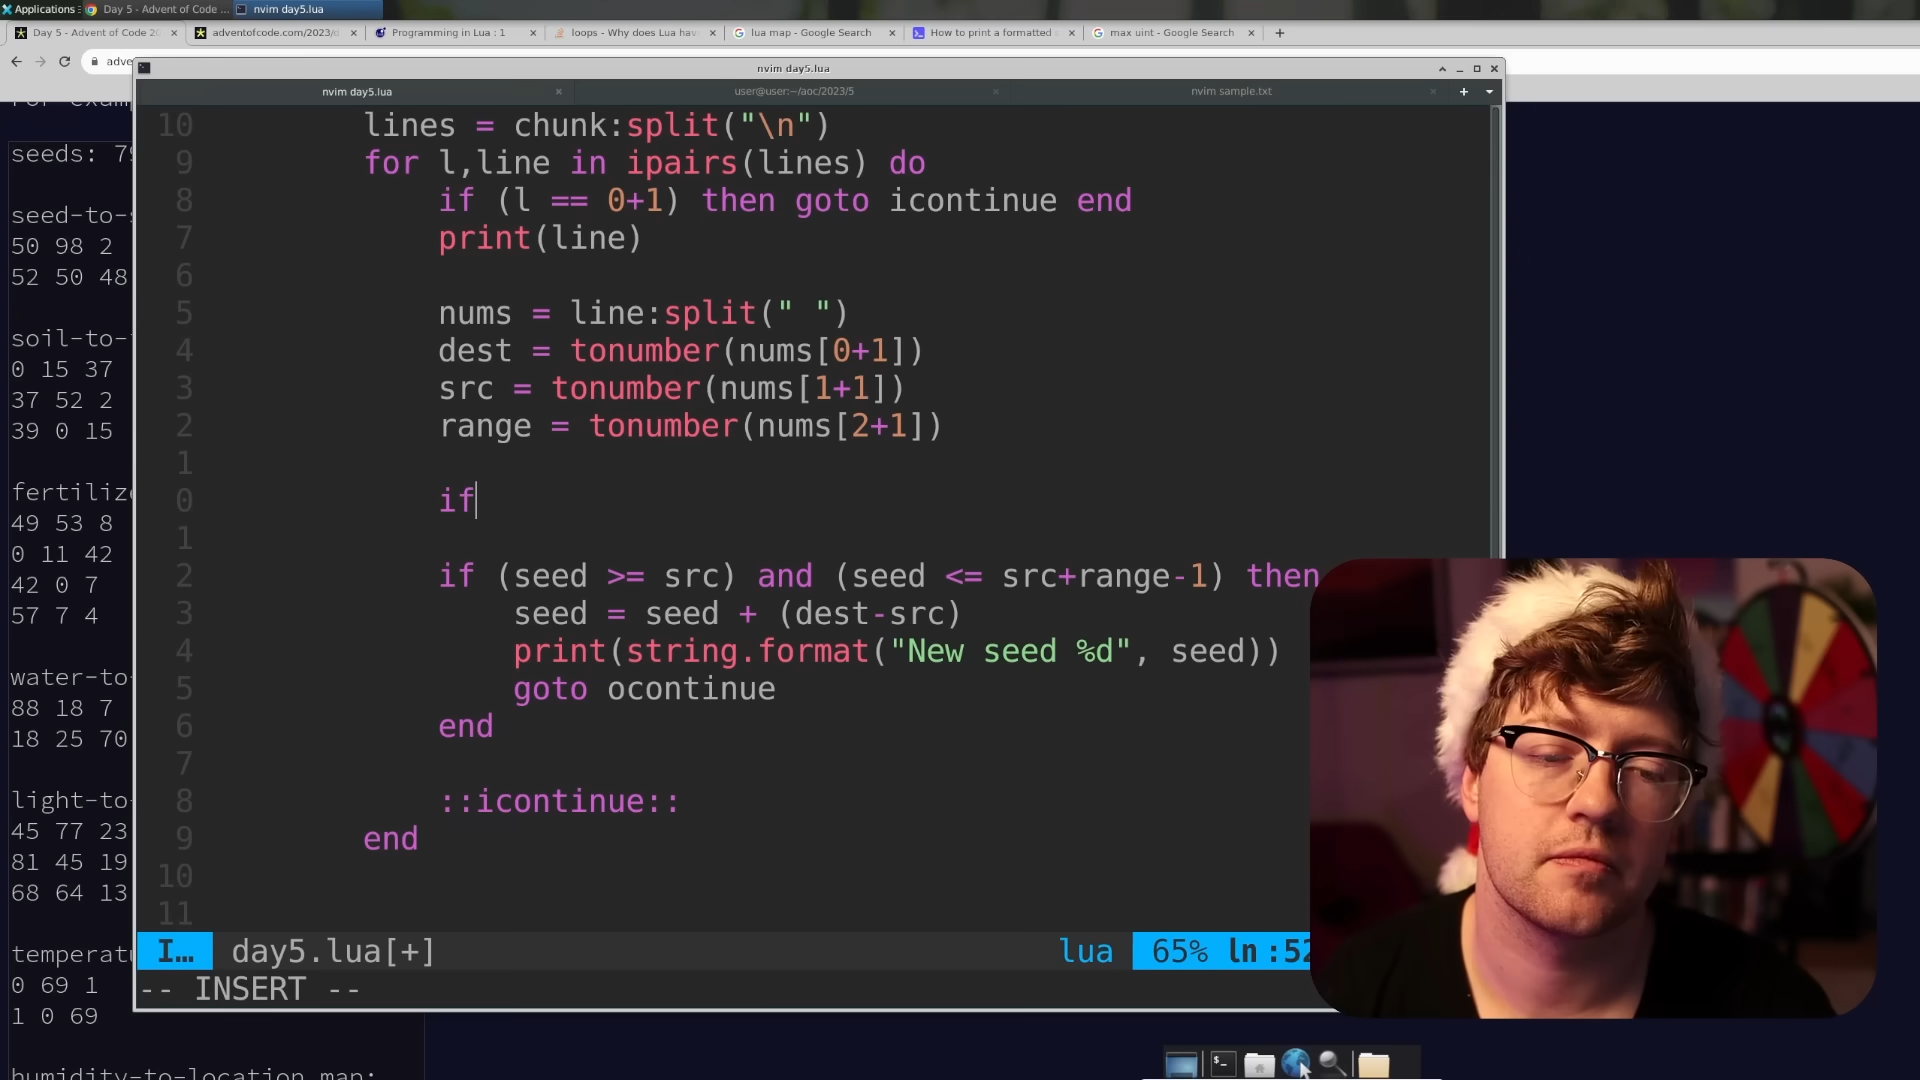 Applications
Day 5 - Advent of Code ...
nvim day5.lua
Day 5 - Advent of Code 20
adventofcode.com/2023/d
Programming in Lua : 1
loops - Why does Lua hav
lua map - Google Search
How to print a formatted s
max uint - Google Search
adve
nvim day5.lua
nvim day5.lua
user@user:~/aoc/2023/5
nvim sample.txt
seeds: 79
seed-to-s
50 98 2
52 50 48
soil-to-
0 15 37
37 52 2
39 0 15
fertilize
49 53 8
0 11 42
42 0 7
57 7 4
water-to-
88 18 7
18 25 70
light-to-
45 77 23
81 45 19
68 64 13
temperatu
0 69 1
1 0 69
humidity-to-location map:
10 lines = chunk:split("\n")
9 for l,line in ipairs(lines) do
8 if (l == 0+1) then goto icontinue end
7 print(line)
6
5 nums = line:split(" ")
4 dest = tonumber(nums[0+1])
3 src = tonumber(nums[1+1])
2 range = tonumber(nums[2+1])
1
0 if
1
2 if (seed >= src) and (seed <= src+range-1) then
3 seed = seed + (dest-src)
4 print(string.format("New seed %d", seed))
5 goto ocontinue
6 end
7
8 ::icontinue::
9 end
10
11
I... day5.lua[+] lua 65% ln :52
-- INSERT --